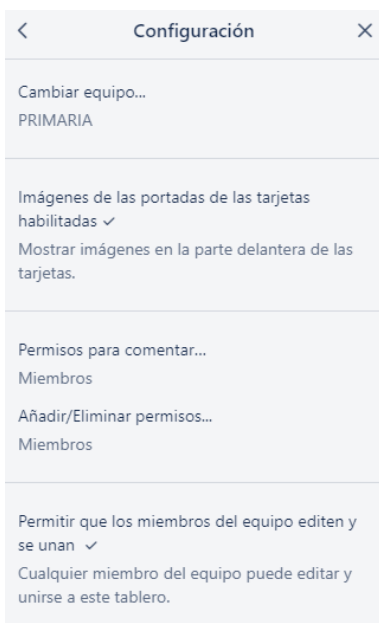 Configuración
Cambiar equipo...
PRIMARIA
Imágenes de las portadas de las tarjetas
habilitadas ✓
Mostrar imágenes en la parte delantera de las
tarjetas.
Permisos para comentar...
Miembros
Añadir/Eliminar permisos...
Miembros
Permitir que los miembros del equipo editen y
se unan ✓
Cualquier miembro del equipo puede editar y
unirse a este tablero.